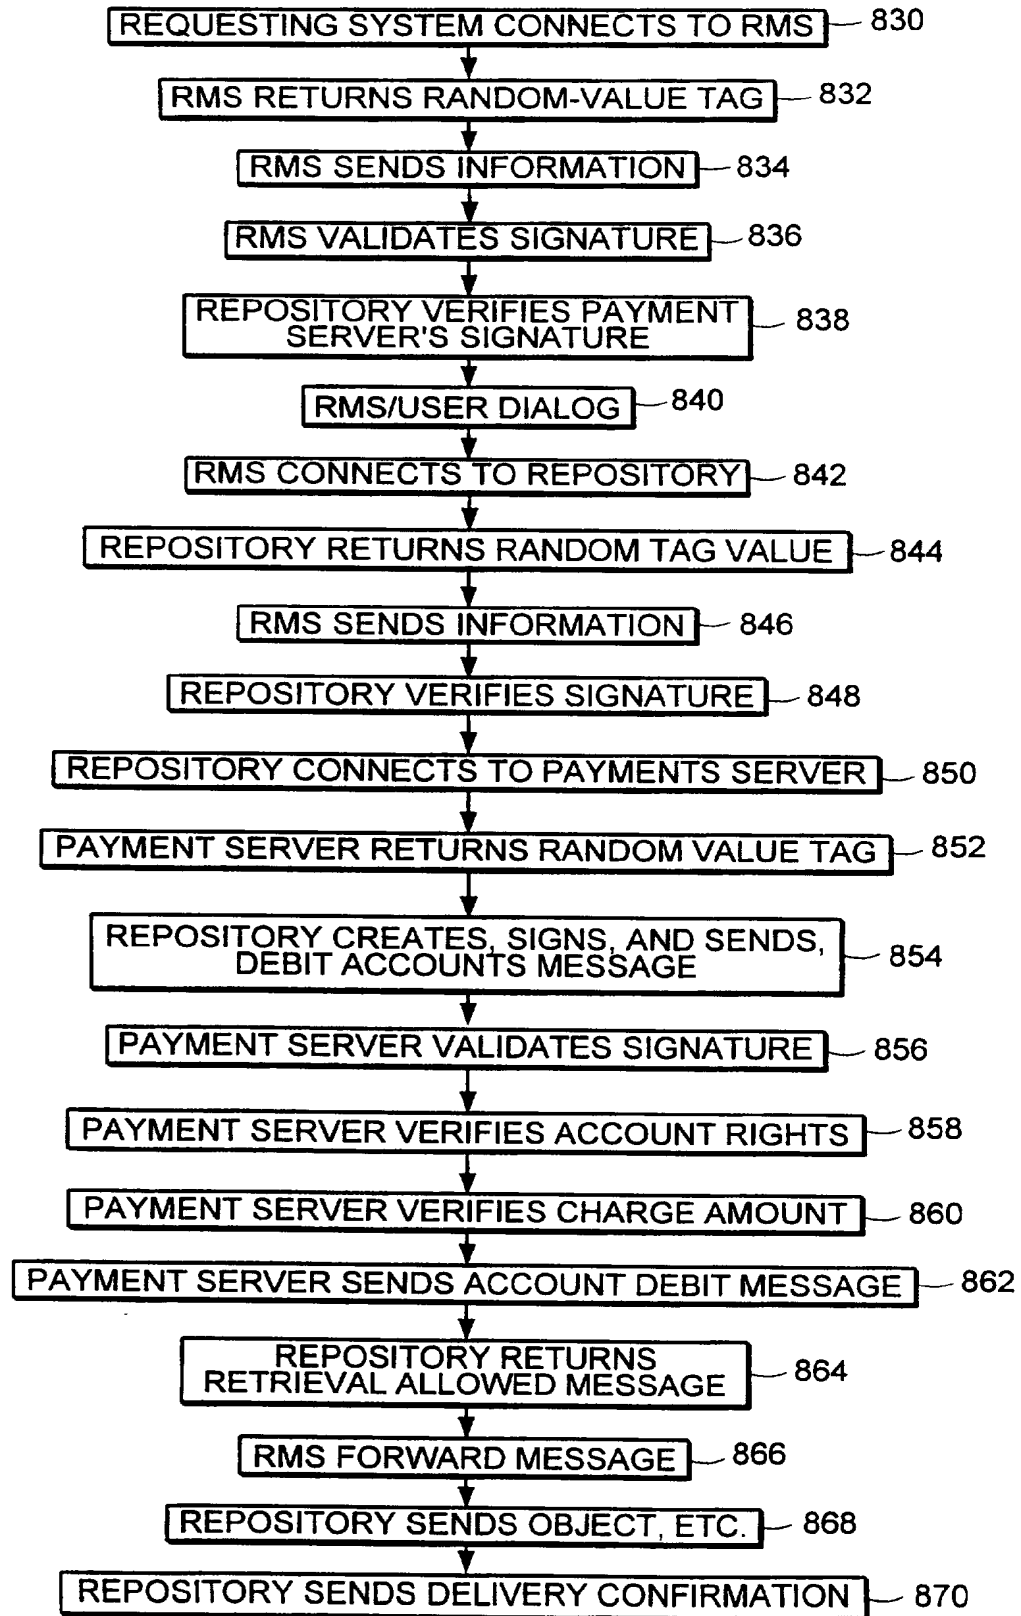 REQUESTING SYSTEM CONNECTS TO RMS 830
RMS RETURNS RANDOM-VALUE TAG 832
RMS SENDS INFORMATION 834
RMS VALIDATES SIGNATURE 836
REPOSITORY VERIFIES PAYMENT
SERVER'S SIGNATURE 838
RMS/USER DIALOG 840
RMS CONNECTS TO REPOSITORY 842
REPOSITORY RETURNS RANDOM TAG VALUE 844
RMS SENDS INFORMATION 846
REPOSITORY VERIFIES SIGNATURE 848
REPOSITORY CONNECTS TO PAYMENTS SERVER 850
PAYMENT SERVER RETURNS RANDOM VALUE TAG 852
REPOSITORY CREATES, SIGNS, AND SENDS,
DEBIT ACCOUNTS MESSAGE 854
PAYMENT SERVER VALIDATES SIGNATURE 856
PAYMENT SERVER VERIFIES ACCOUNT RIGHTS 858
PAYMENT SERVER VERIFIES CHARGE AMOUNT 860
PAYMENT SERVER SENDS ACCOUNT DEBIT MESSAGE 862
REPOSITORY RETURNS
RETRIEVAL ALLOWED MESSAGE 864
RMS FORWARD MESSAGE 866
REPOSITORY SENDS OBJECT, ETC. 868
REPOSITORY SENDS DELIVERY CONFIRMATION 870